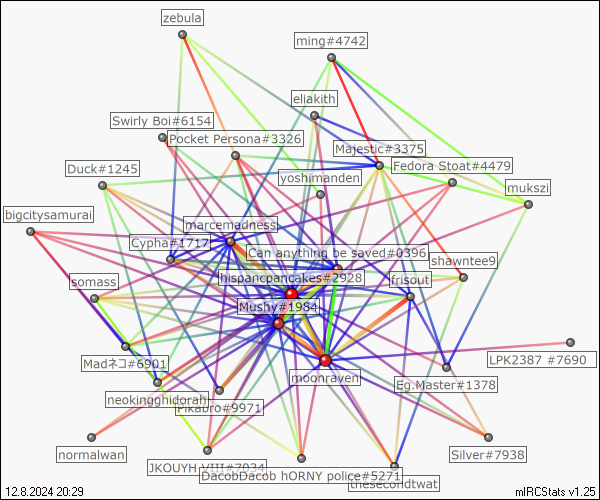 zebula
ming#4742
eliakith
Swirly Boi#6154
Pocket Persona#3326
Majestic#3375
Duck#1245
Fedora Stoat#4479
yoshimanden
mukszi
bigcitysamurai
marcemadness
Cypha#1717
Can anything be saved#0396
shawntee9
somass
hispancpancakes#2928
frisout
Mushy#1984
Madネコ#6901
moonraven
LPK2387 #7690
Eg.Master#1378
neokingghidorah
Pikabro#9971
normalwan
Silver#7938
JKOUYH VIII#7034
DacobDacob hORNY police#5271
thesecondtwat
12.8.2024 20:29
mIRCStats v1.25